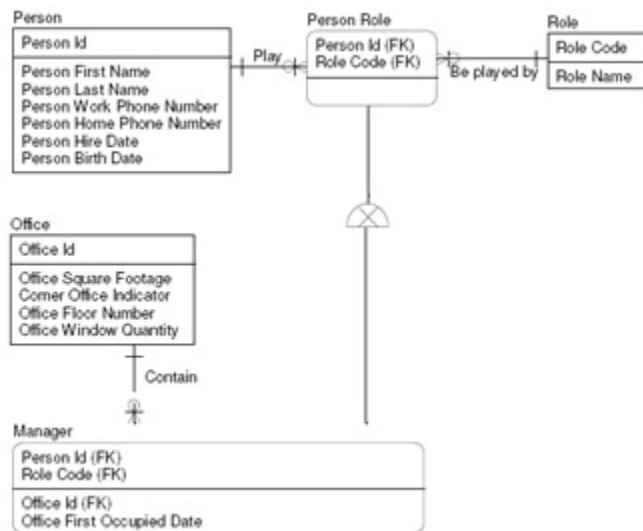 Person
Person Id
Person First Name
Person Last Name
Person Work Phone Number
Person Home Phone Number
Person Hire Date
Person Birth Date
Play
Person Role
Person Id (FK)
Role Code (FK)
Be played by
Role
Role Code
Role Name
Office
Office Id
Office Square Footage
Corner Office Indicator
Office Floor Number
Office Window Quantity
Contain
Manager
Person Id (FK)
Role Code (FK)
Office Id (FK)
Office First Occupied Date